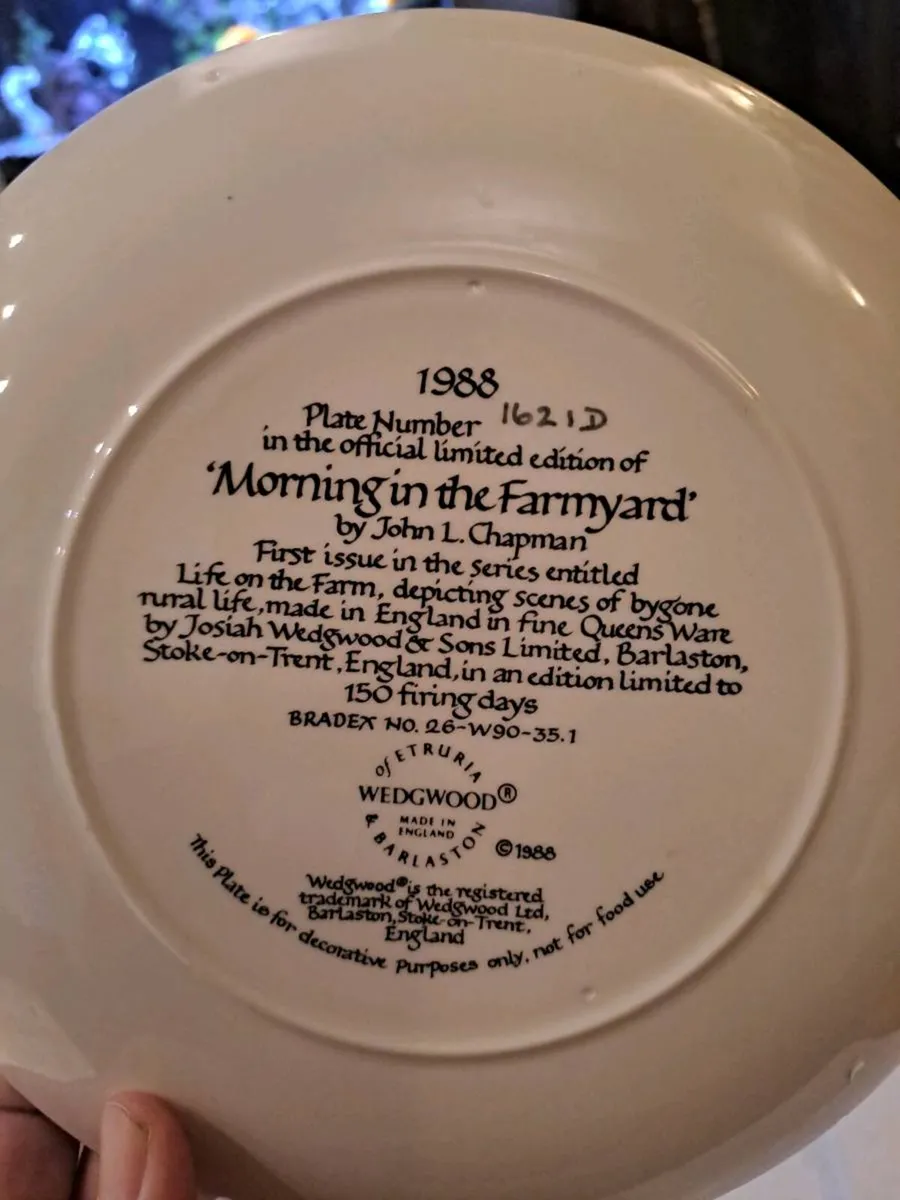 1988
Plate Number 1621D
in the official limited edition of
‘Morning in the Farmyard’
by John L. Chapman
First issue in the series entitled
Life on the Farm, depicting scenes of bygone
rural life, made in England in fine Queens Ware
by Josiah Wedgwood & Sons Limited, Barlaston,
Stoke-on-Trent, England, in an edition limited to
150 firing days
BRADEX NO. 26-W90-35.1
of ETRURIA
WEDGWOOD®
MADE IN
ENGLAND
& BARLASTON
©1988
Wedgwood® is the registered
trademark of Wedgwood Ltd,
Barlaston, Stoke-on-Trent,
England
This Plate is for decorative Purposes only, not for food use